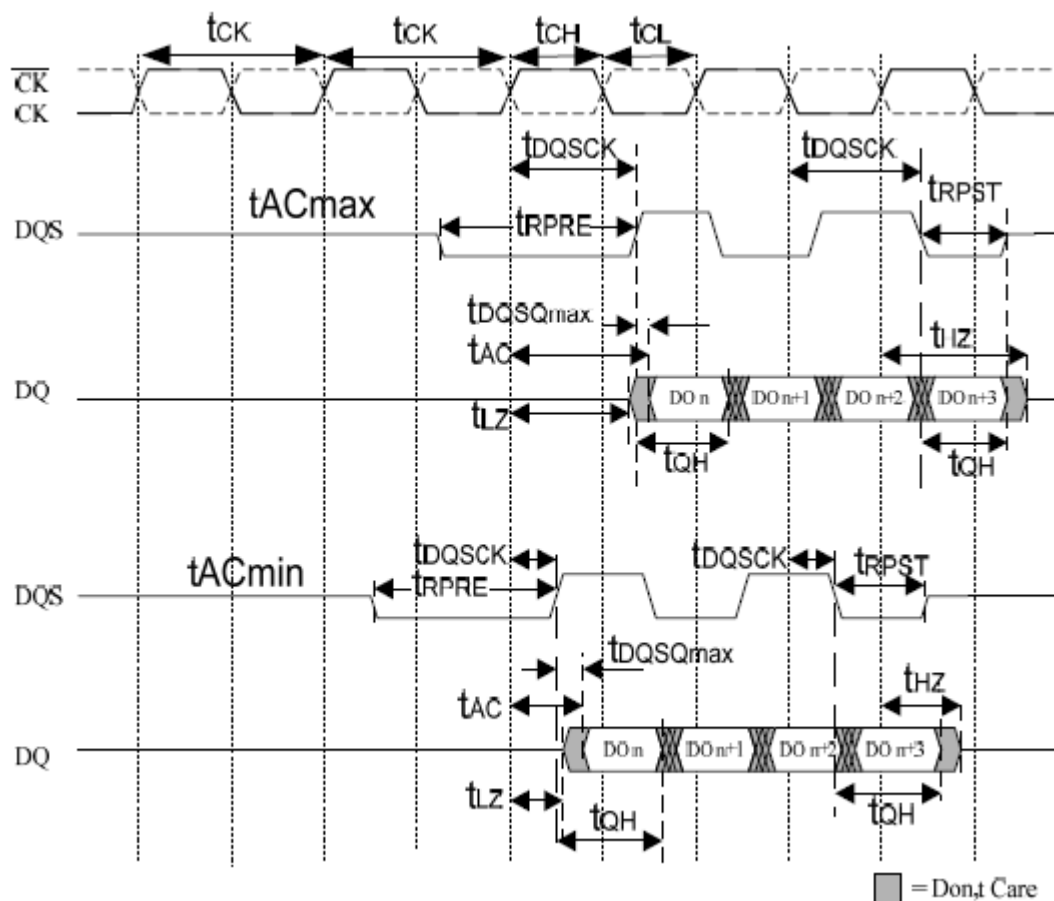 tCK tCK tCH tCL
CK
CK
tDQSCK tDQSCK
tACmax tRPST
DQS tRPRE
tDQSQmax
tAC tHZ
DQ DO n DO n+1 DO n+2 DO n+3
tLZ
tQH tQH
tDQSCK tDQSCK
tACmin tRPRE tRPST
DQS
tDQSQmax
tAC tHZ
DQ DO n DO n+1 DO n+2 DO n+3
tLZ
tQH tQH
= Don,t Care